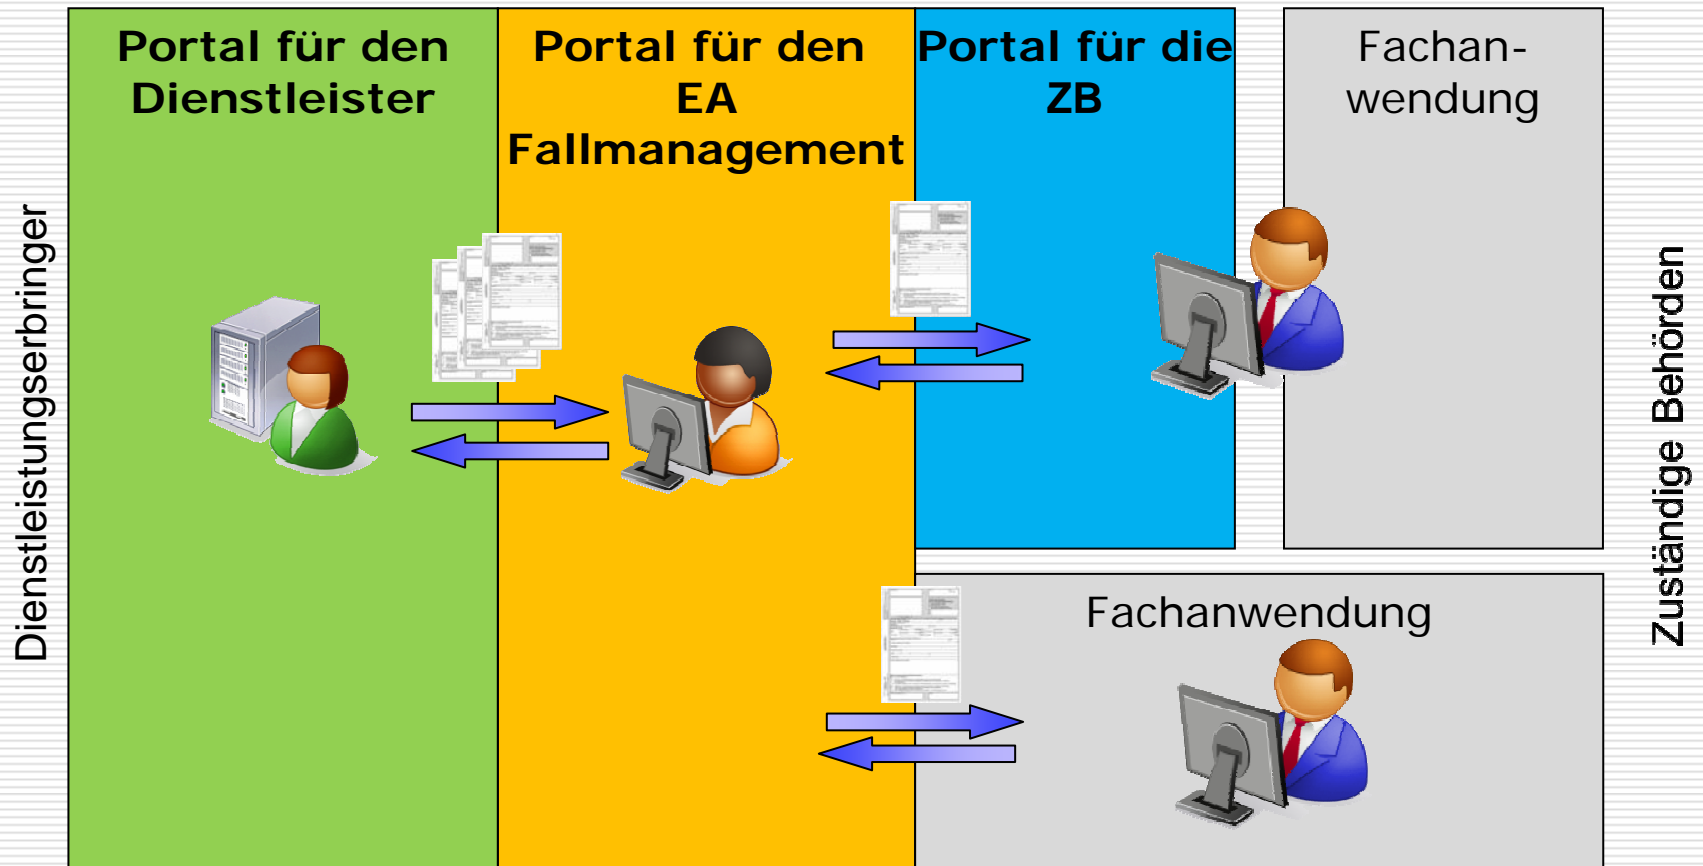 Dienstleistungserbringer
Portal für den
Dienstleister
Portal für den
EA
Fallmanagement
Portal für die
ZB
Fachan-
wendung
Fachanwendung
Zuständige Behörden